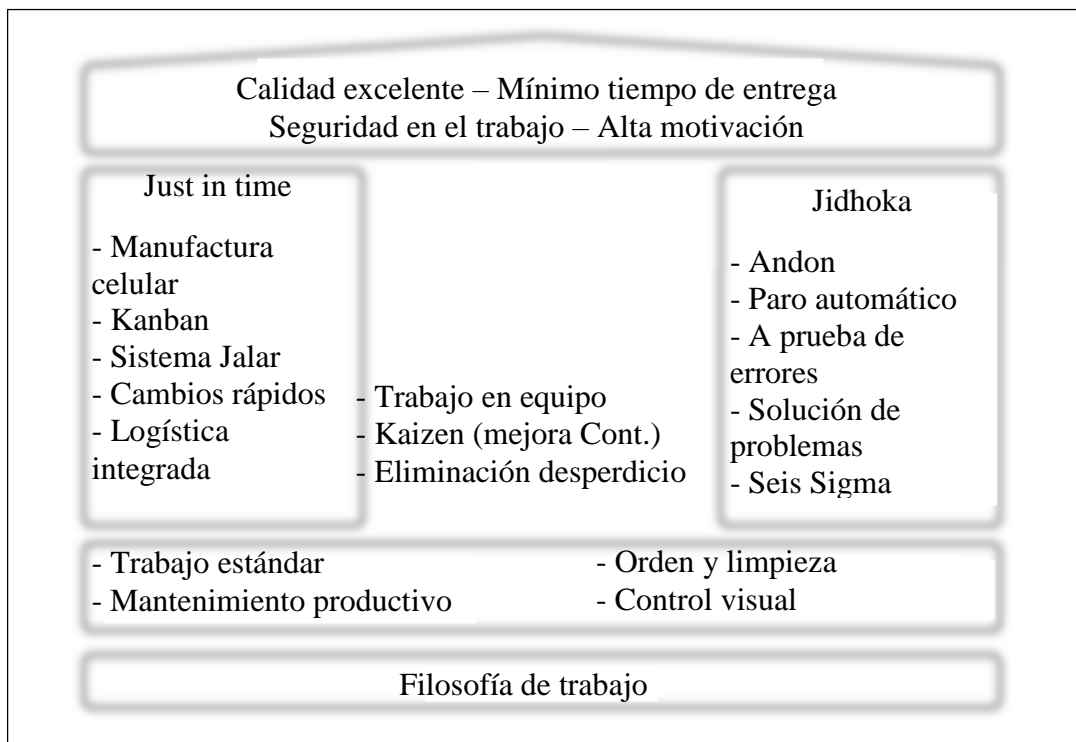 Calidad excelente – Mínimo tiempo de entrega
Seguridad en el trabajo – Alta motivación
Just in time
- Manufactura
celular
- Kanban
- Sistema Jalar
- Cambios rápidos
- Logística
integrada
- Trabajo en equipo
- Kaizen (mejora Cont.)
- Eliminación desperdicio
Jidhoka
- Andon
- Paro automático
- A prueba de
errores
- Solución de
problemas
- Seis Sigma
- Trabajo estándar
- Mantenimiento productivo
- Orden y limpieza
- Control visual
Filosofía de trabajo